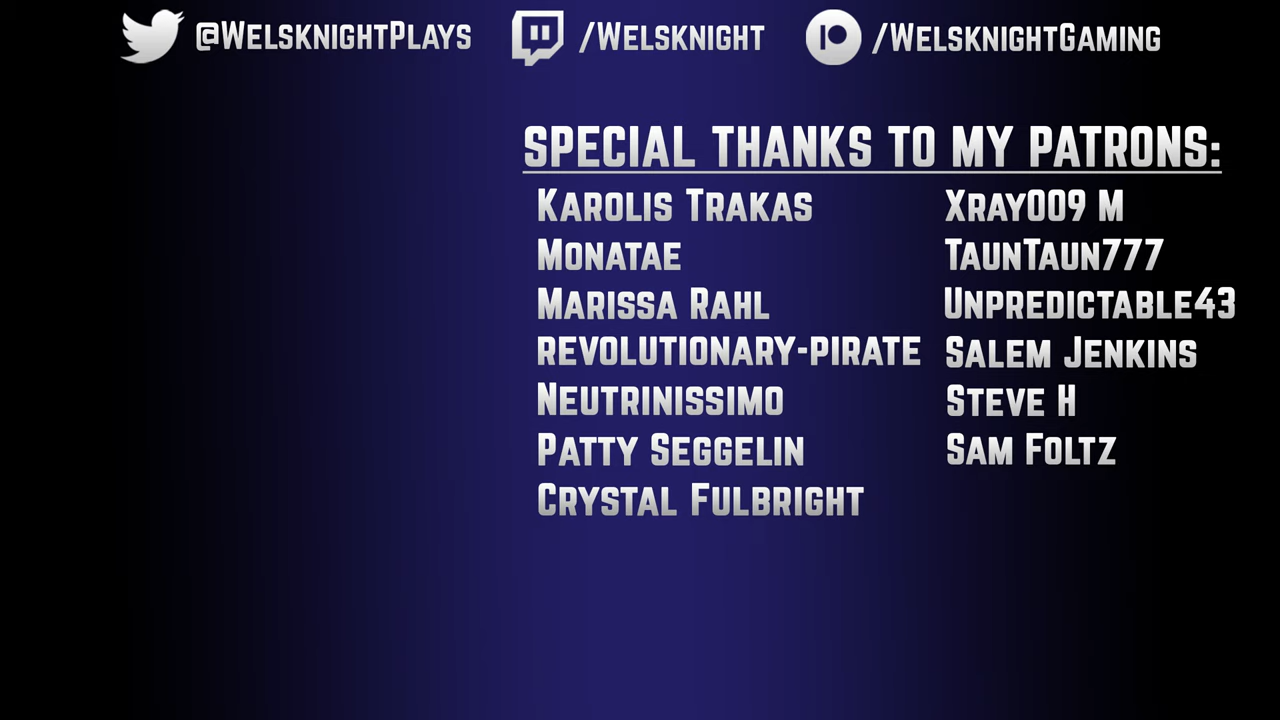 @WelsknightPlays /Welsknight /WelsknightGaming
SPECIAL THANKS TO MY PATRONS:
Karolis Trakas
Monatae
Marissa Rahl
revolutionary-pirate
Neutrinissimo
Patty Seggelin
Crystal Fulbright
Xray009 M
TaunTaun777
Unpredictable43
Salem Jenkins
Steve H
Sam Foltz